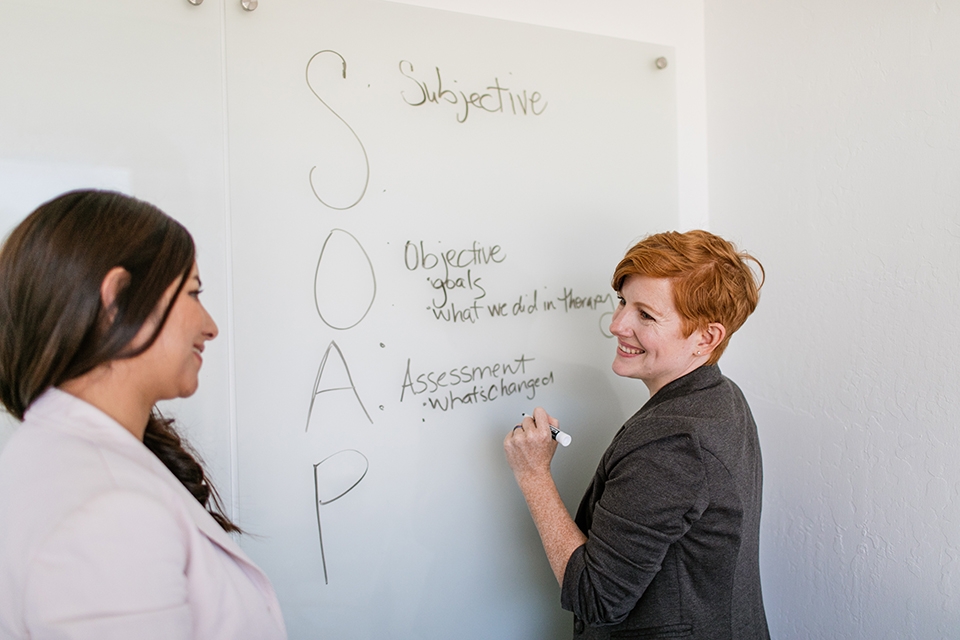 S : Subjective
O : Objective
· goals
· what we did in therapy
A : Assessment
· what's changed
·
P